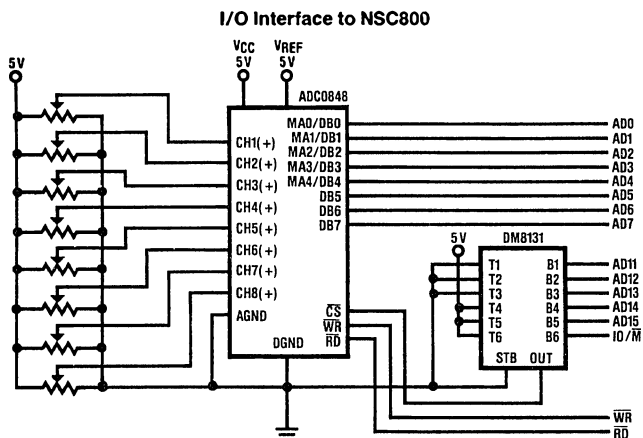 I/O Interface to NSC800
5V
VCC
5V
VREF
5V
ADC0848
CH1(+)
CH2(+)
CH3(+)
CH4(+)
CH5(+)
CH6(+)
CH7(+)
CH8(+)
AGND
DGND
MA0/DB0
MA1/DB1
MA2/DB2
MA3/DB3
MA4/DB4
DB5
DB6
DB7
CS
WR
RD
AD0
AD1
AD2
AD3
AD4
AD5
AD6
AD7
5V
DM8131
T1
T2
T3
T4
T5
T6
B1
B2
B3
B4
B5
B6
STB OUT
AD11
AD12
AD13
AD14
AD15
IO/M̅
W̅R̅
R̅D̅